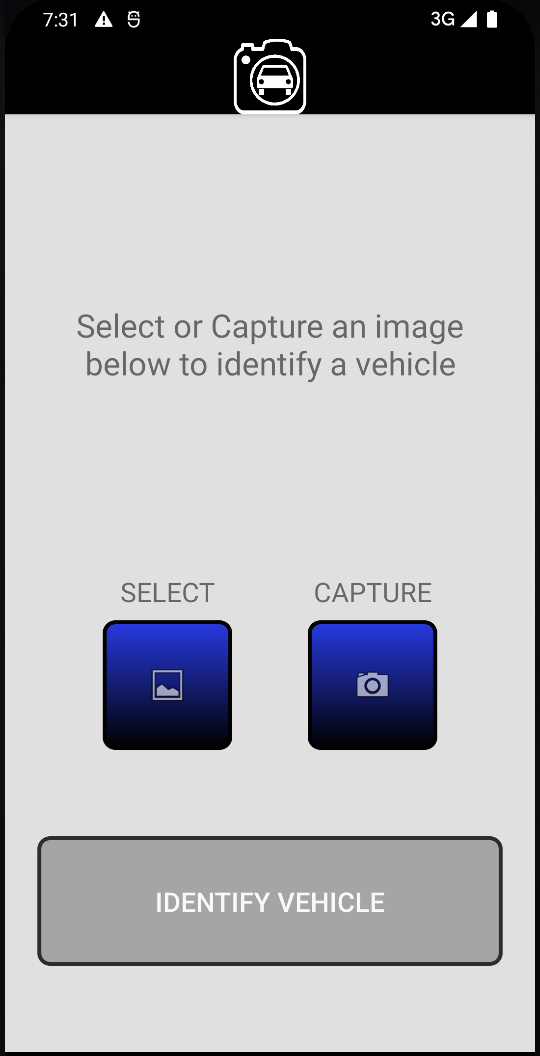 7:31
3G
Select or Capture an image
below to identify a vehicle
SELECT
CAPTURE
IDENTIFY VEHICLE